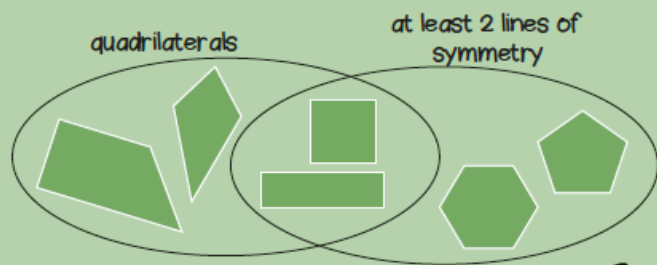 quadrilaterals
at least 2 lines of
symmetry